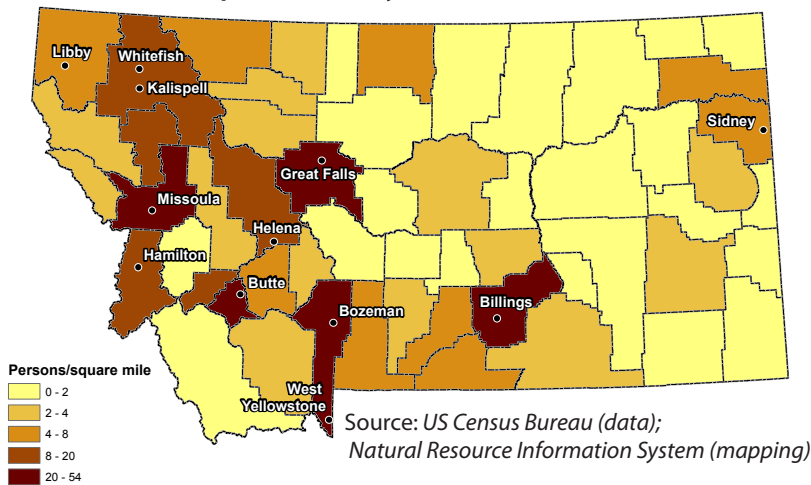 Libby
Whitefish
Kalispell
Sidney
Great Falls
Missoula
Helena
Hamilton
Butte
Billings
Bozeman
West
Yellowstone
Persons/square mile
0 - 2
2 - 4
4 - 8
8 - 20
20 - 54
Source: US Census Bureau (data);
Natural Resource Information System (mapping)